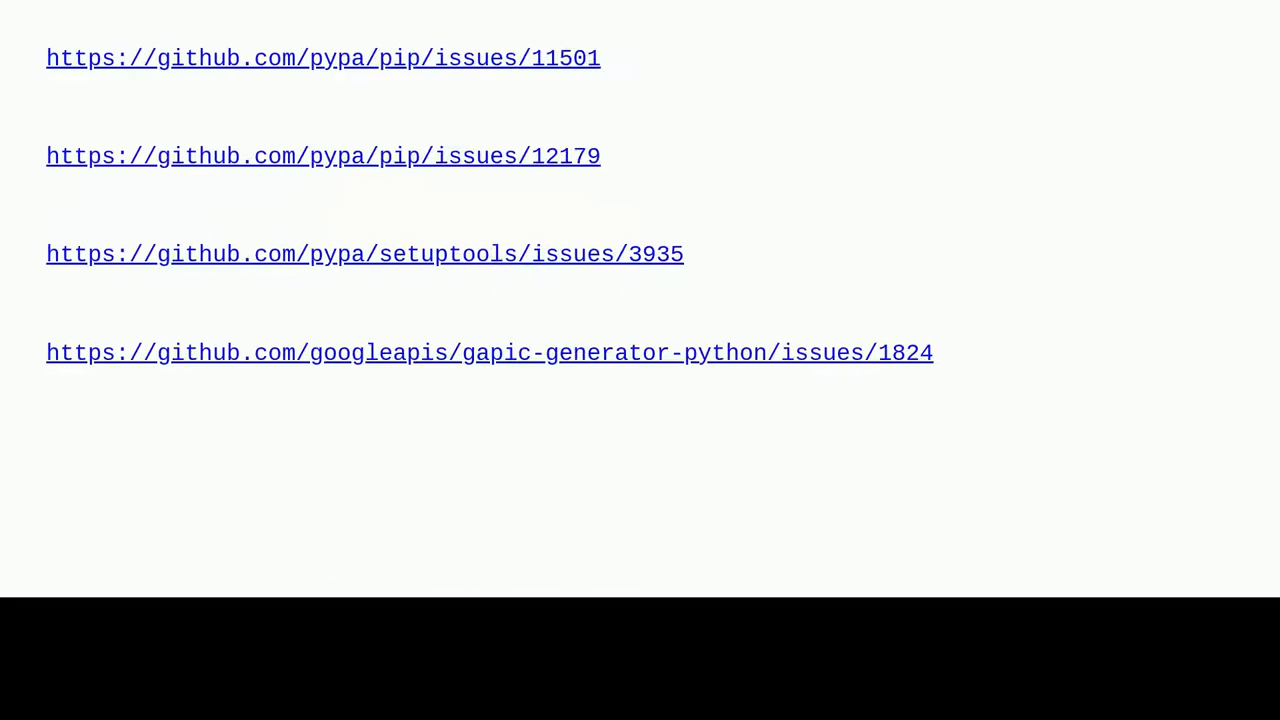 https://github.com/pypa/pip/issues/11501
https://github.com/pypa/pip/issues/12179
https://github.com/pypa/setuptools/issues/3935
https://github.com/googleapis/gapic-generator-python/issues/1824